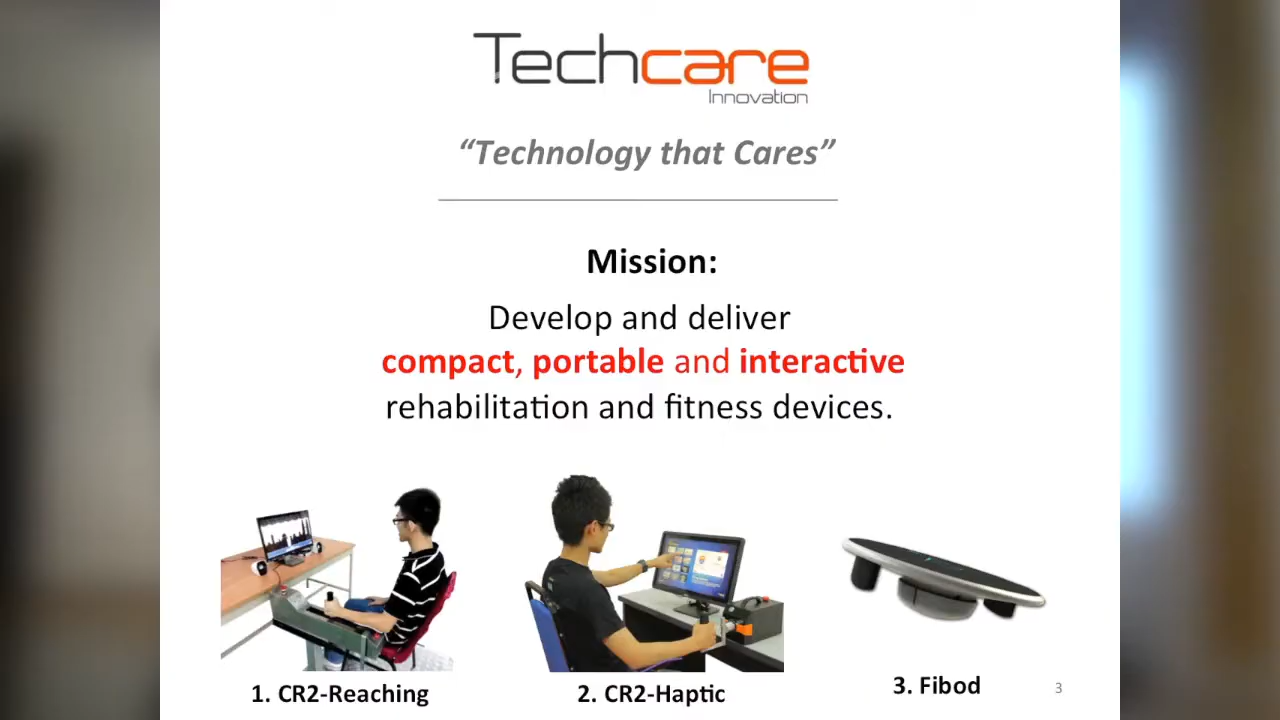 Techcare
Innovation
“Technology that Cares”
Mission:
Develop and deliver
compact, portable and interactive
rehabilitation and fitness devices.
1. CR2-Reaching
2. CR2-Haptic
3. Fibod
3